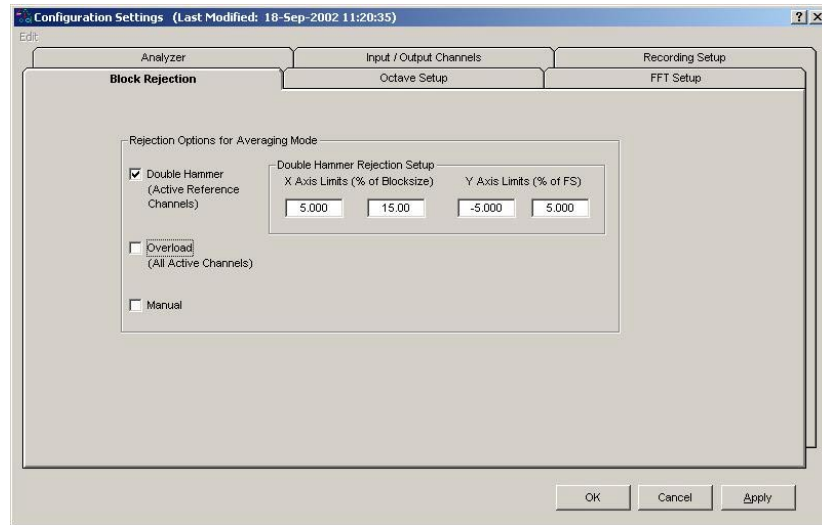 Configuration Settings (Last Modified: 18-Sep-2002 11:20:35)
Edit
Analyzer
Input / Output Channels
Recording Setup
Block Rejection
Octave Setup
FFT Setup
Rejection Options for Averaging Mode
Double Hammer
(Active Reference
Channels)
Double Hammer Rejection Setup
X Axis Limits (% of Blocksize)
Y Axis Limits (% of FS)
5.000
15.00
-5.000
5.000
Overload
(All Active Channels)
Manual
OK
Cancel
Apply